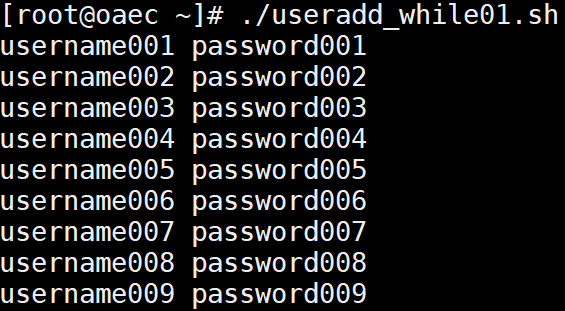 [root@oaec ~]# ./useradd_while01.sh
username001 password001
username002 password002
username003 password003
username004 password004
username005 password005
username006 password006
username007 password007
username008 password008
username009 password009